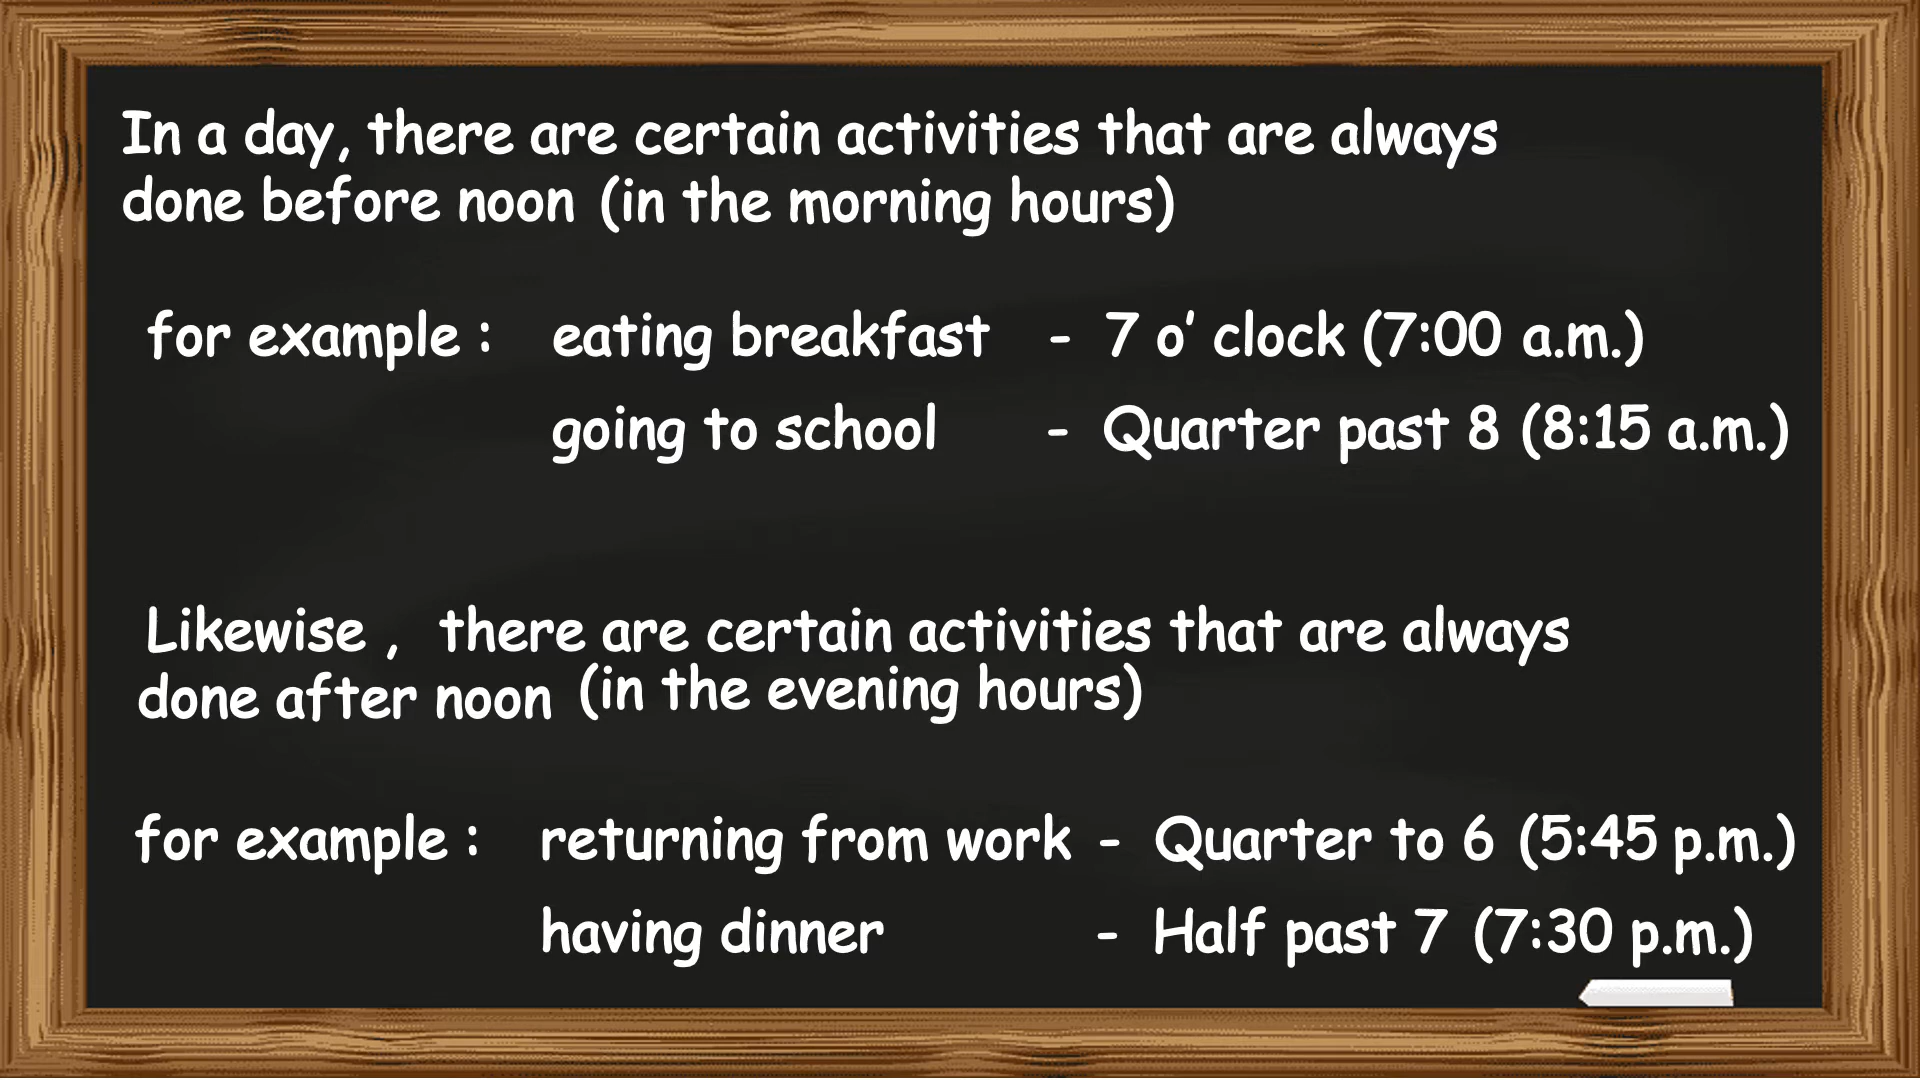 In a day, there are certain activities that are always
done before noon (in the morning hours)
for example : eating breakfast - 7 o’ clock (7:00 a.m.)
going to school - Quarter past 8 (8:15 a.m.)
Likewise , there are certain activities that are always
done after noon (in the evening hours)
for example : returning from work - Quarter to 6 (5:45 p.m.)
having dinner - Half past 7 (7:30 p.m.)